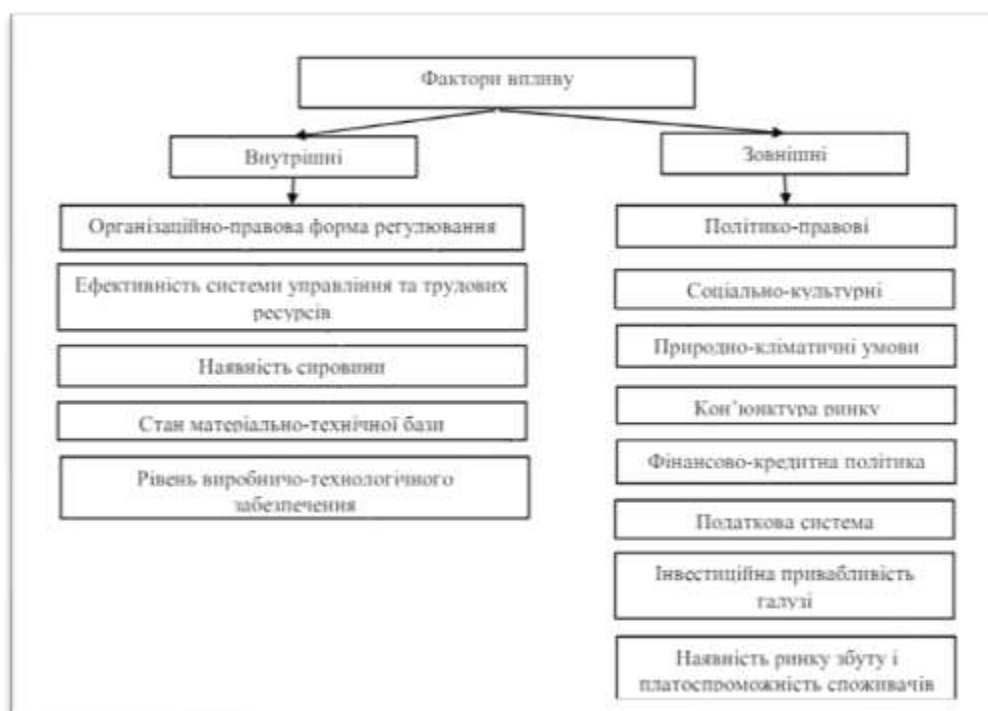 Фактори впливу
Внутрішні
Організаційно-правова форма регулювання
Ефективність системи управління та трудових
ресурсів
Наявність сировини
Стан матеріально-технічної бази
Рівень виробничо-технологічного
забезпечення
Зовнішні
Політико-правові
Соціально-культурні
Природно-кліматичні умови
Кон’юнктура ринку
Фінансово-кредитна політика
Податкова система
Інвестиційна привабливість
галузі
Наявність ринку збуту і
платоспроможність споживачів